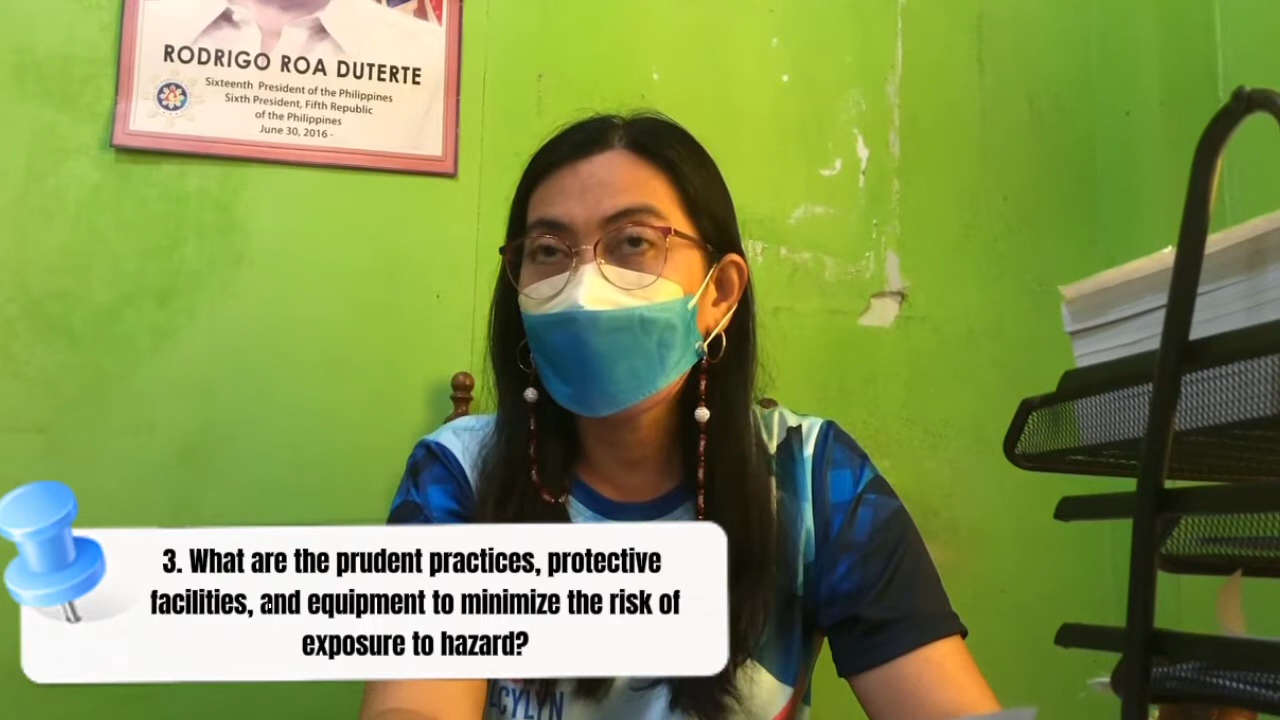 RODRIGO ROA DUTERTE
Sixteenth President of the Philippines
Sixth President, Fifth Republic
of the Philippines
June 30, 2016 -
3. What are the prudent practices, protective
facilities, and equipment to minimize the risk of
exposure to hazard?
LCYLYN